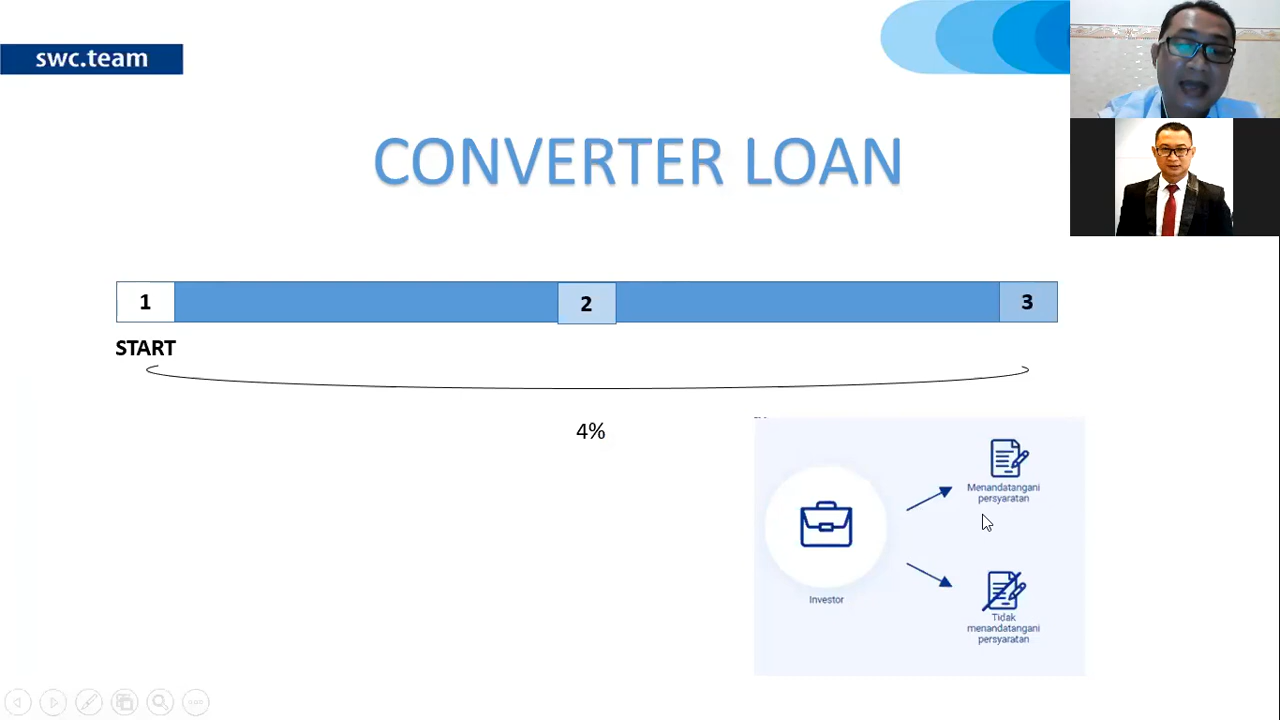 swc.team
CONVERTER LOAN
1
2
3
START
4%
Investor
Menandatangani
persyaratan
Tidak
menandatangani
persyaratan